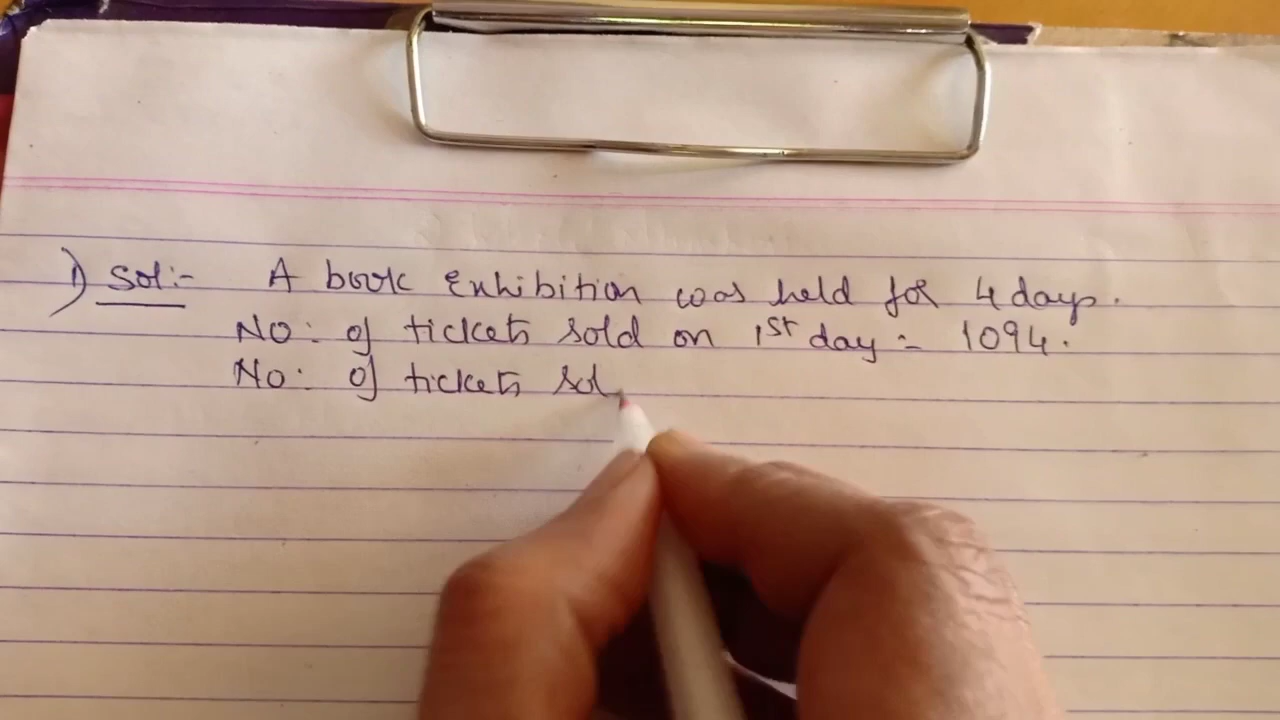 1) Sol:- A book Exhibition was held for 4 days.
No: of tickets sold on 1st day = 1094.
No: of tickets sol